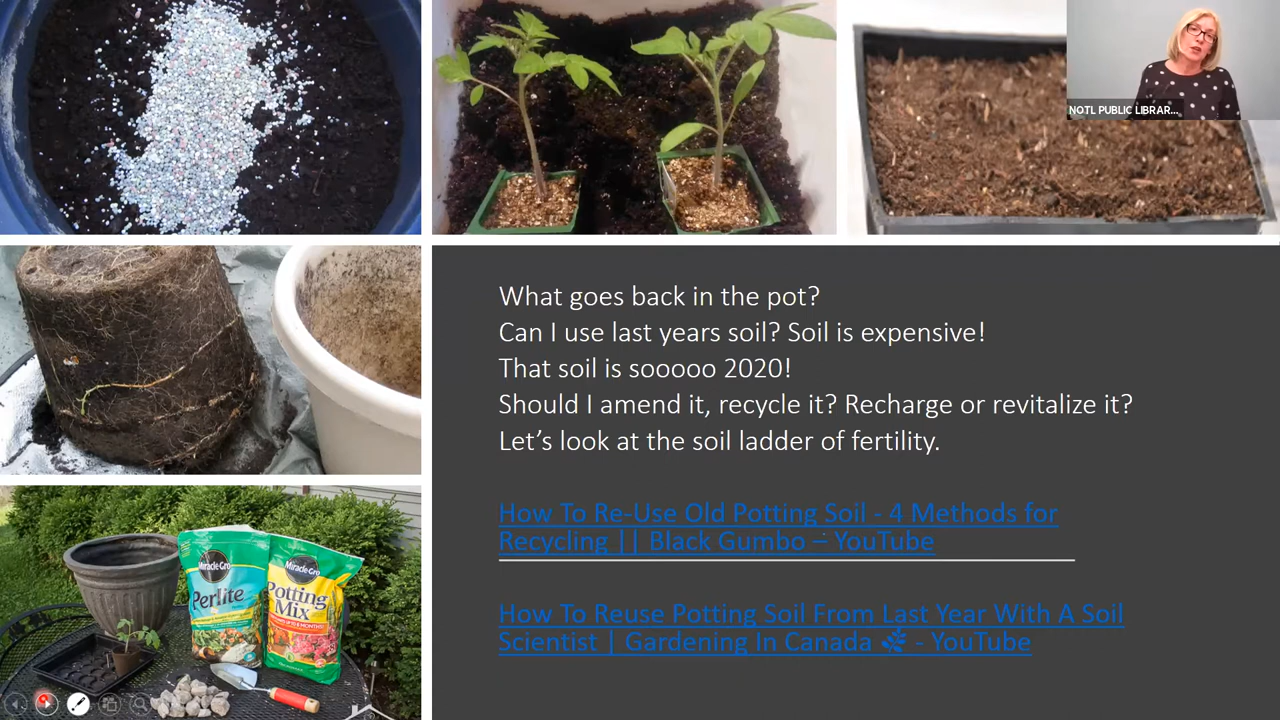 NOTL PUBLIC LIBRAR...
What goes back in the pot?
Can I use last years soil? Soil is expensive!
That soil is sooooo 2020!
Should I amend it, recycle it? Recharge or revitalize it?
Let’s look at the soil ladder of fertility.
How To Re-Use Old Potting Soil - 4 Methods for
Recycling || Black Gumbo – YouTube
How To Reuse Potting Soil From Last Year With A Soil
Scientist | Gardening In Canada 🌿 - YouTube
Miracle-Gro
Perlite
Miracle-Gro
Potting
Mix